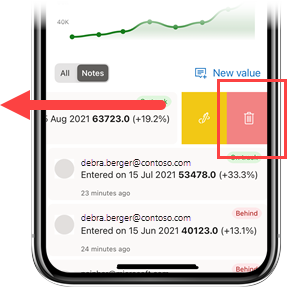 40K
All
Notes
New value
5 Aug 2021 63723.0 (+19.2%)
debra.berger@contoso.com
Entered on 15 Jul 2021 53478.0 (+33.3%)
23 minutes ago
debra.berger@contoso.com
Behind
Entered on 15 Jun 2021 40123.0 (+13.1%)
24 minutes ago
Behind